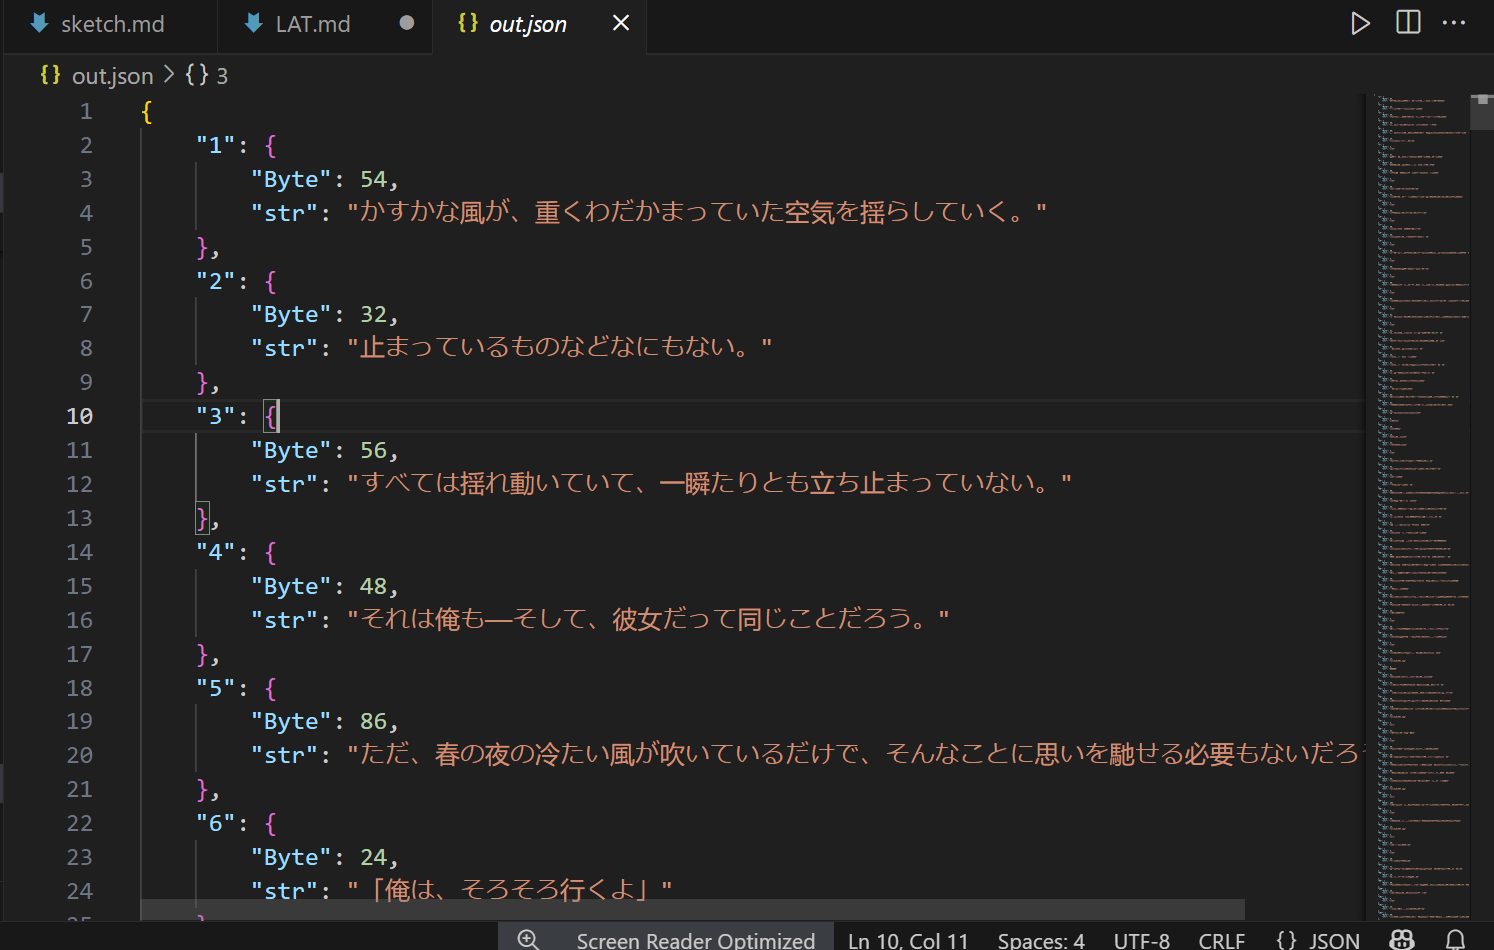 sketch.md LAT.md out.json
{} out.json > {} 3
1 {
2 "1": {
3 "Byte": 54,
4 "str": "かすかな風が、重くわだかまっていた空気を揺らしていく。"
5 },
6 "2": {
7 "Byte": 32,
8 "str": "止まっているものなどなにもない。"
9 },
10 "3": {
11 "Byte": 56,
12 "str": "すべては揺れ動いていて、一瞬たりとも立ち止まっていない。"
13 },
14 "4": {
15 "Byte": 48,
16 "str": "それは俺も──そして、彼女だって同じことだろう。"
17 },
18 "5": {
19 "Byte": 86,
20 "str": "ただ、春の夜の冷たい風が吹いているだけで、そんなことに思いを馳せる必要もないだろ
21 },
22 "6": {
23 "Byte": 24,
24 "str": "「俺は、そろそろ行くよ」"
Screen Reader Optimized Ln 10, Col 11 Spaces: 4 UTF-8 CRLF {} JSON